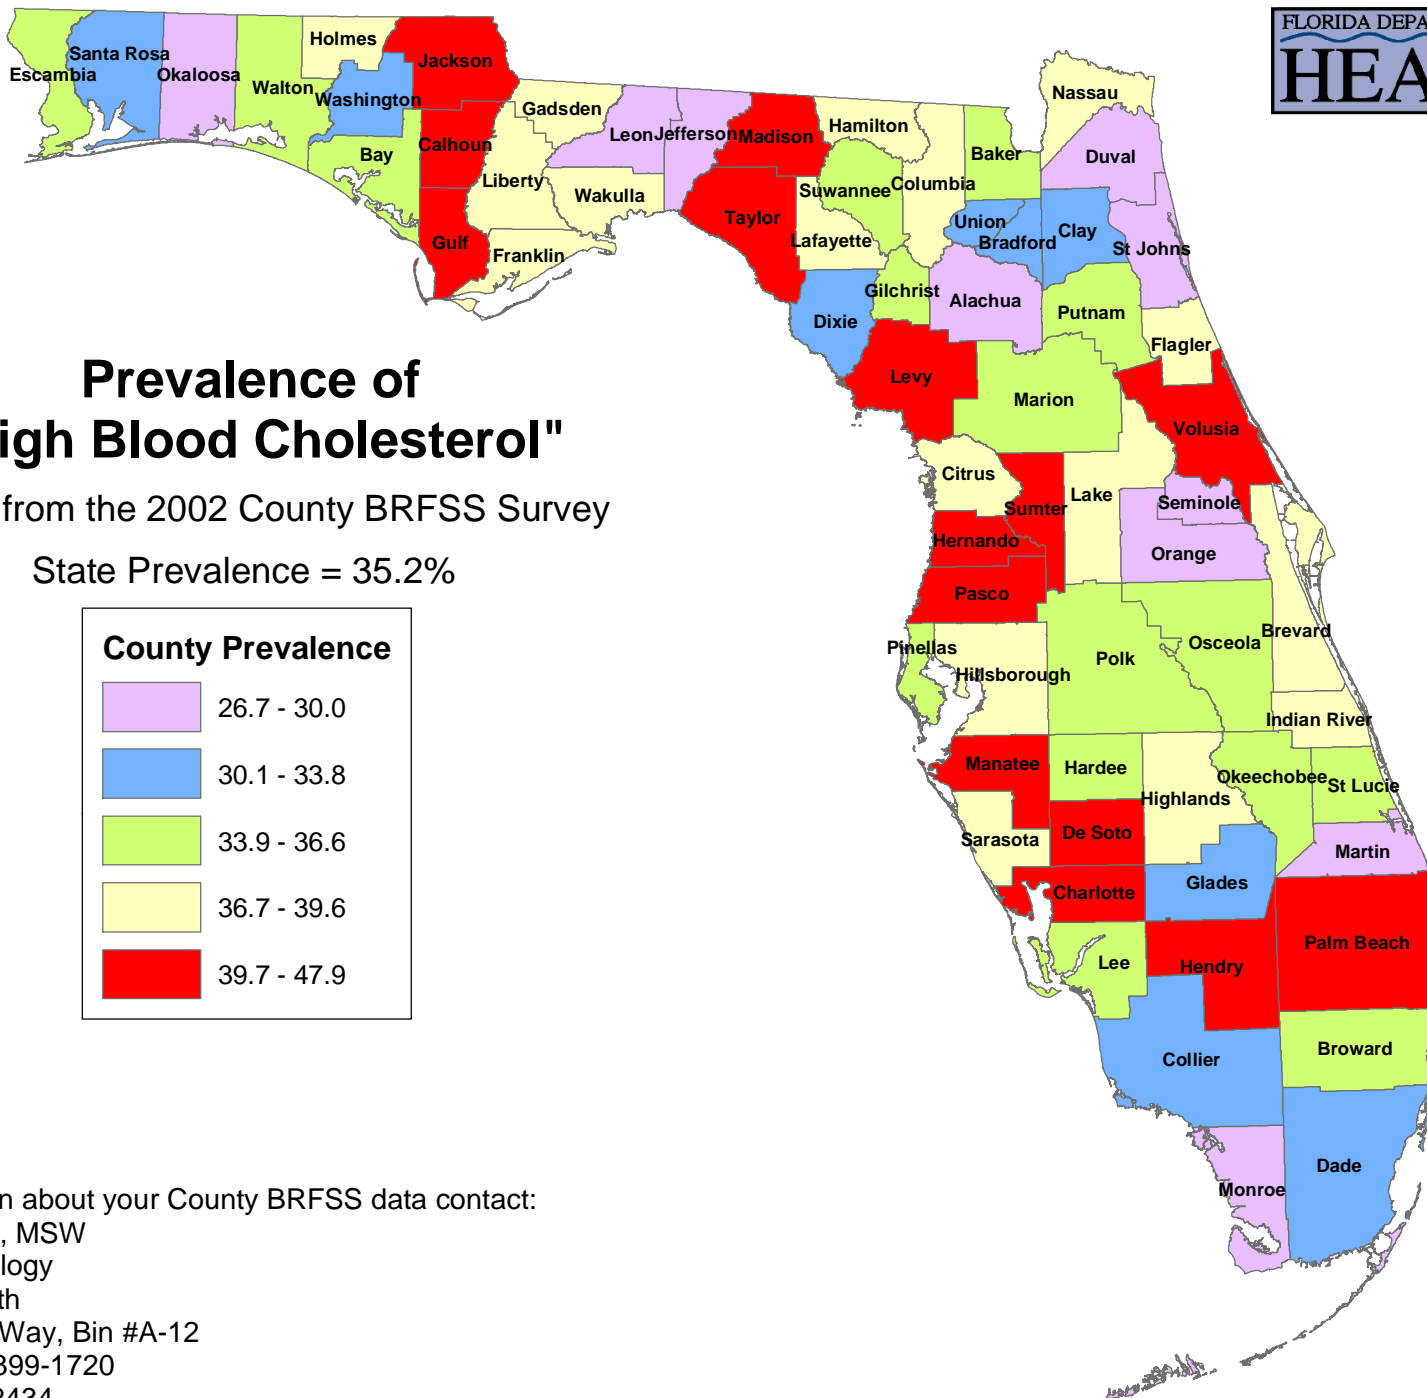 FLORIDA DEPA
HEA
Escambia
Santa Rosa
Okaloosa
Walton
Holmes
Washington
Jackson
Bay
Calhoun
Gulf
Gadsden
Liberty
Franklin
Leon
Wakulla
Jefferson
Madison
Taylor
Hamilton
Suwannee
Lafayette
Columbia
Baker
Nassau
Duval
Union
Bradford
Clay
St Johns
Dixie
Gilchrist
Alachua
Putnam
Flagler
Levy
Marion
Volusia
Citrus
Sumter
Lake
Seminole
Hernando
Orange
Pasco
Pinellas
Hillsborough
Polk
Osceola
Brevard
Indian River
Manatee
Hardee
Highlands
Okeechobee
St Lucie
Sarasota
De Soto
Martin
Charlotte
Glades
Lee
Hendry
Palm Beach
Collier
Broward
Monroe
Dade
Prevalence of
igh Blood Cholesterol"
from the 2002 County BRFSS Survey
State Prevalence = 35.2%
County Prevalence
26.7 - 30.0
30.1 - 33.8
33.9 - 36.6
36.7 - 39.6
39.7 - 47.9
n about your County BRFSS data contact:
, MSW
logy
th
Way, Bin #A-12
399-1720
2434